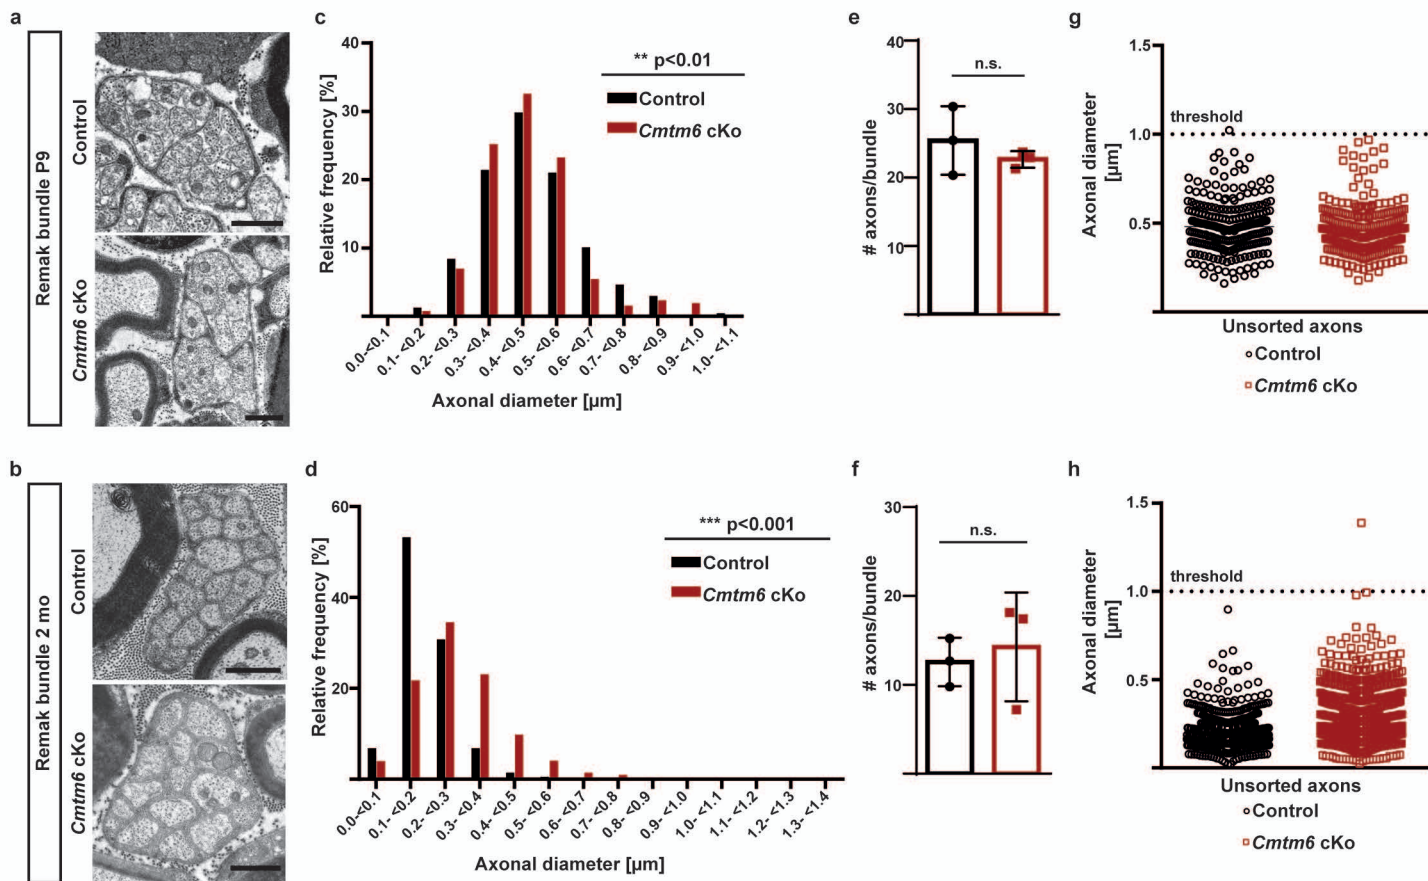 a
Remak bundle P9
Control
Cmtm6 cKo
c
Relative frequency [%]
40
30
20
10
** p<0.01
Control
Cmtm6 cKo
0.0-<0.1
0.1- <0.2
0.2- <0.3
0.3- <0.4
0.4- <0.5
0.5- <0.6
0.6- <0.7
0.7- <0.8
0.8- <0.9
0.9- <1.0
1.0- <1.1
Axonal diameter [µm]
e
# axons/bundle
40
30
20
10
n.s.
g
Axonal diameter
[µm]
1.5
1.0
0.5
threshold
Unsorted axons
Control
Cmtm6 cKo
b
Remak bundle 2 mo
Control
Cmtm6 cKo
d
Relative frequency [%]
60
40
20
*** p<0.001
Control
Cmtm6 cKo
0.0- <0.1
0.1- <0.2
0.2- <0.3
0.3- <0.4
0.4- <0.5
0.5- <0.6
0.6- <0.7
0.7- <0.8
0.8- <0.9
0.9- <1.0
1.0- <1.1
1.1- <1.2
1.2- <1.3
1.3- <1.4
Axonal diameter [µm]
f
# axons/bundle
30
20
10
n.s.
h
Axonal diameter
[µm]
1.5
1.0
0.5
threshold
Unsorted axons
Control
Cmtm6 cKo